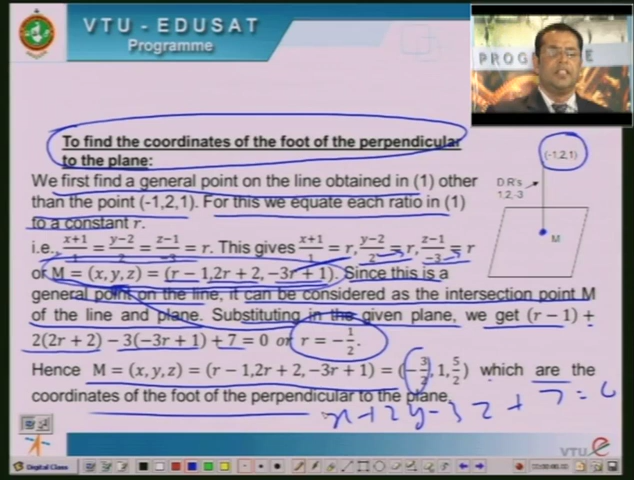 VTU - EDUSAT
Programme
PROG E
To find the coordinates of the foot of the perpendicular
to the plane:
We first find a general point on the line obtained in (1) other
than the point (-1,2,1). For this we equate each ratio in (1)
to a constant r.
i.e., x+1/1 = y−2/2 = z−1/−3 = r. This gives x+1/1 = r, y−2/2 = r, z−1/−3 = r
or M = (x, y, z) = (r − 1,2r + 2, −3r + 1). Since this is a
general point on the line, it can be considered as the intersection point M
of the line and plane. Substituting in the given plane, we get (r − 1) +
2(2r + 2) − 3(−3r + 1) + 7 = 0 or r = −1/2.
Hence M = (x, y, z) = (r − 1,2r + 2, −3r + 1) = (−3/2, 1, 5/2) which are the
coordinates of the foot of the perpendicular to the plane.
x+2y-3z+7=0
(-1,2,1)
D R's
1,2,-3
M
Digital Class
VTU e